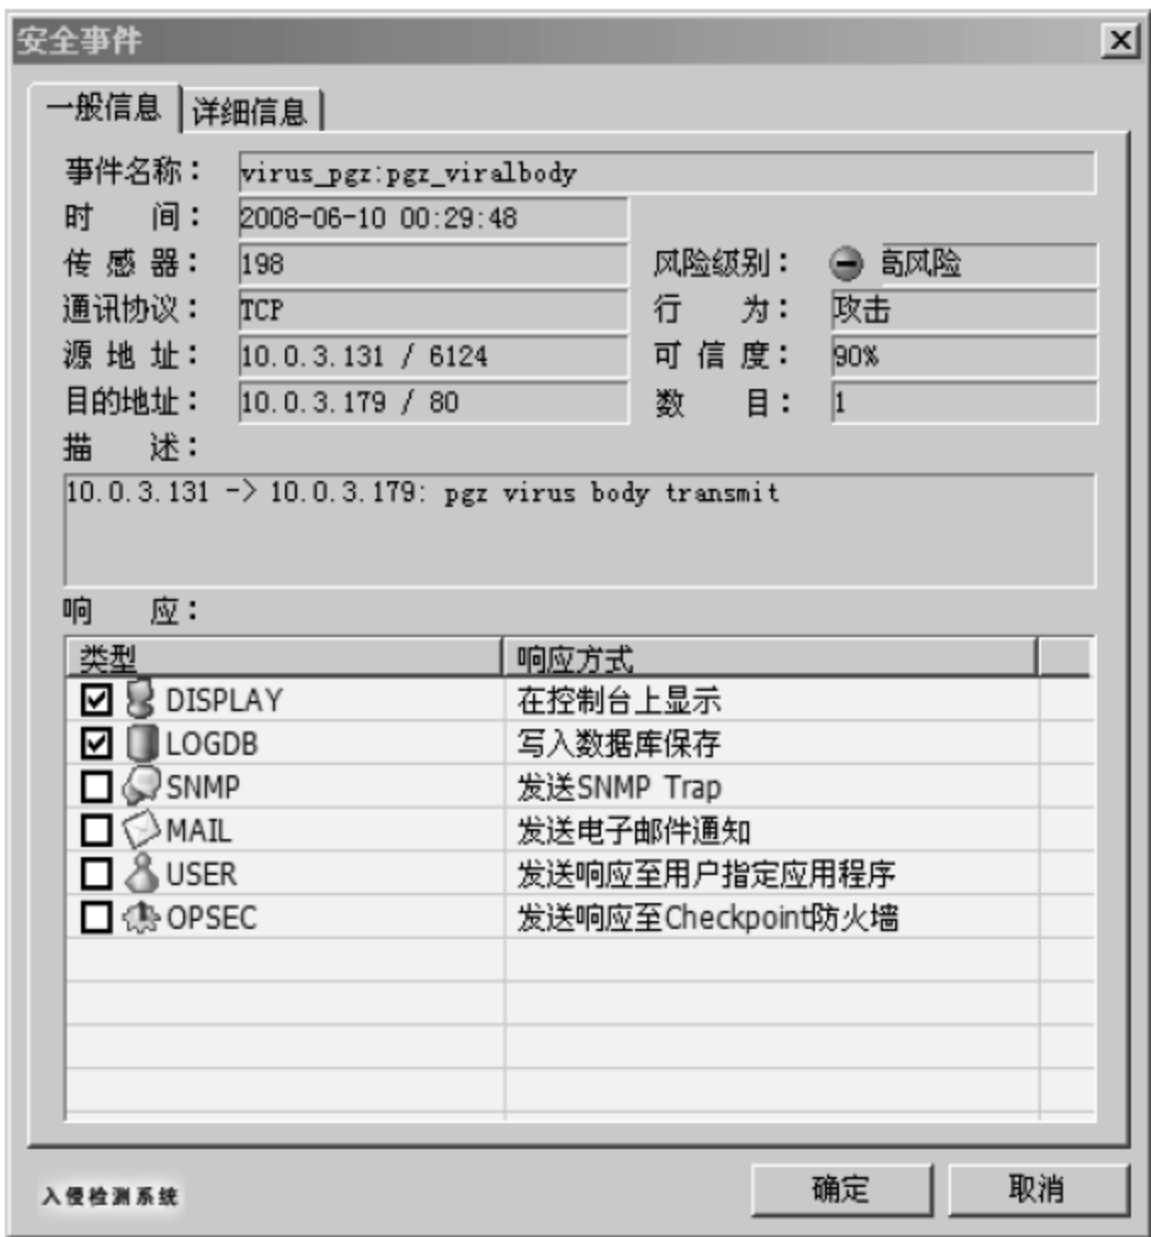 安全事件
一般信息 详细信息
事件名称： virus_pgz:pgz_viralbody
时 间： 2008-06-10 00:29:48
传 感 器： 198 风险级别： 高风险
通讯协议： TCP 行 为： 攻击
源 地 址： 10.0.3.131 / 6124 可 信 度： 90%
目的地址： 10.0.3.179 / 80 数 目： 1
描 述：
10.0.3.131 -> 10.0.3.179: pgz virus body transmit
响 应：
类型 响应方式
DISPLAY 在控制台上显示
LOGDB 写入数据库保存
SNMP 发送SNMP Trap
MAIL 发送电子邮件通知
USER 发送响应至用户指定应用程序
OPSEC 发送响应至Checkpoint防火墙
入侵检测系统 确定 取消